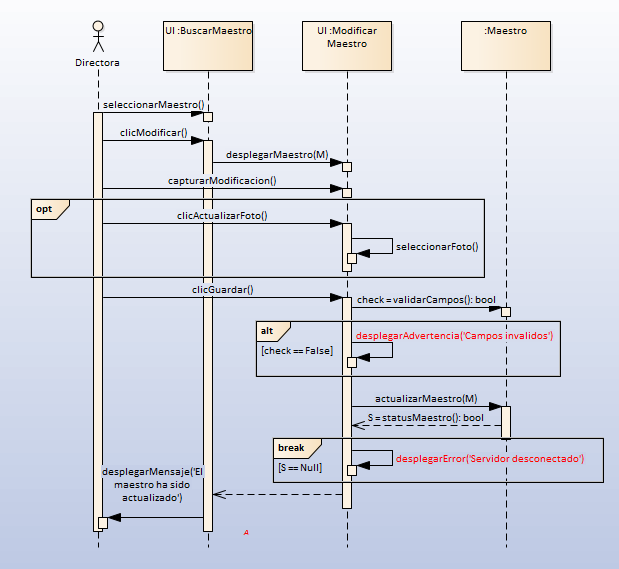 UI :BuscarMaestro
UI :Modificar
Maestro
:Maestro
Directora
seleccionarMaestro()
clicModificar()
desplegarMaestro(M)
capturarModificacion()
opt
clicActualizarFoto()
seleccionarFoto()
clicGuardar()
check = validarCampos(): bool
alt
[check == False]
desplegarAdvertencia('Campos invalidos')
actualizarMaestro(M)
S = statusMaestro(): bool
break
[S == Null]
desplegarError('Servidor desconectado')
desplegarMensaje('El
maestro ha sido
actualizado')
A